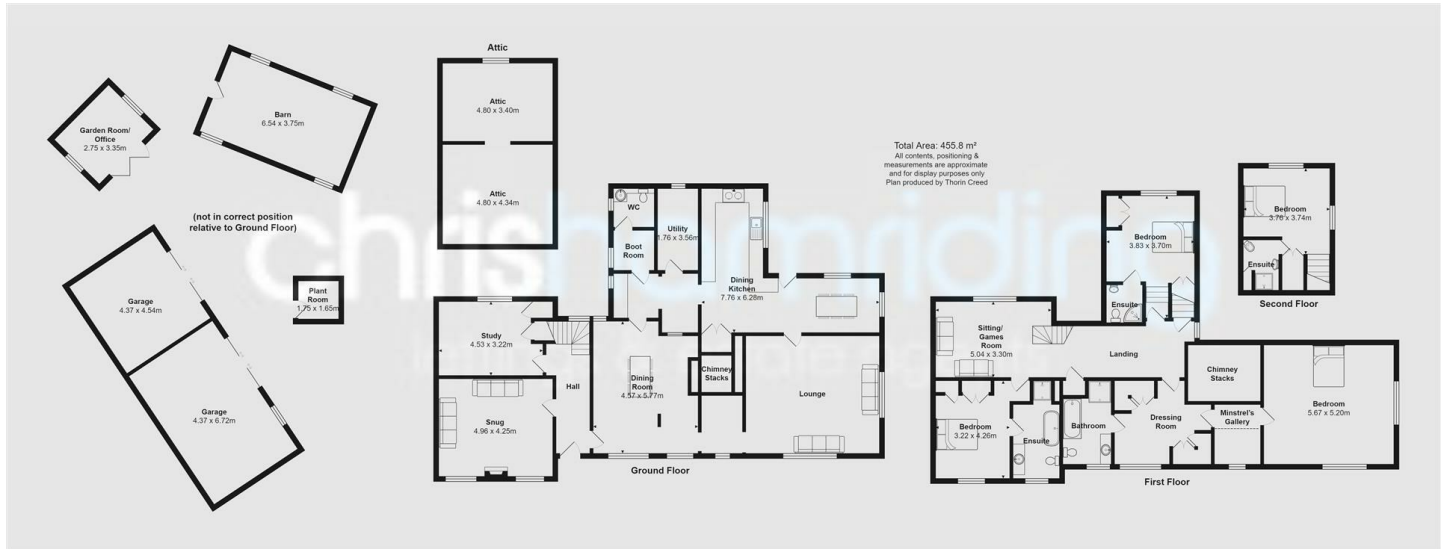 Attic
Attic
4.80 x 3.40m
Attic
4.80 x 4.34m
Garden Room/
Office
2.75 x 3.35m
Barn
6.54 x 3.75m
(not in correct position
relative to Ground Floor)
Garage
4.37 x 4.54m
Garage
4.37 x 6.72m
Plant
Room
1.75 x 1.65m
WC
Boot
Room
Utility
1.76 x 3.56m
Dining
Kitchen
7.76 x 6.28m
Study
4.53 x 3.22m
Hall
Snug
4.96 x 4.25m
Dining
Room
4.57 x 5.77m
Chimney
Stacks
Lounge
Ground Floor
Total Area: 455.8 m²
All contents, positioning &
measurements are approximate
and for display purposes only
Plan produced by Thorin Creed
Bedroom
3.83 x 3.70m
Ensuite
Sitting/
Games
Room
5.04 x 3.30m
Landing
Chimney
Stacks
Bedroom
5.67 x 5.20m
Minstrel's
Gallery
Dressing
Room
Bathroom
Ensuite
Bedroom
3.22 x 4.26m
First Floor
Bedroom
3.76 x 3.74m
Ensuite
Second Floor
chrishamriding